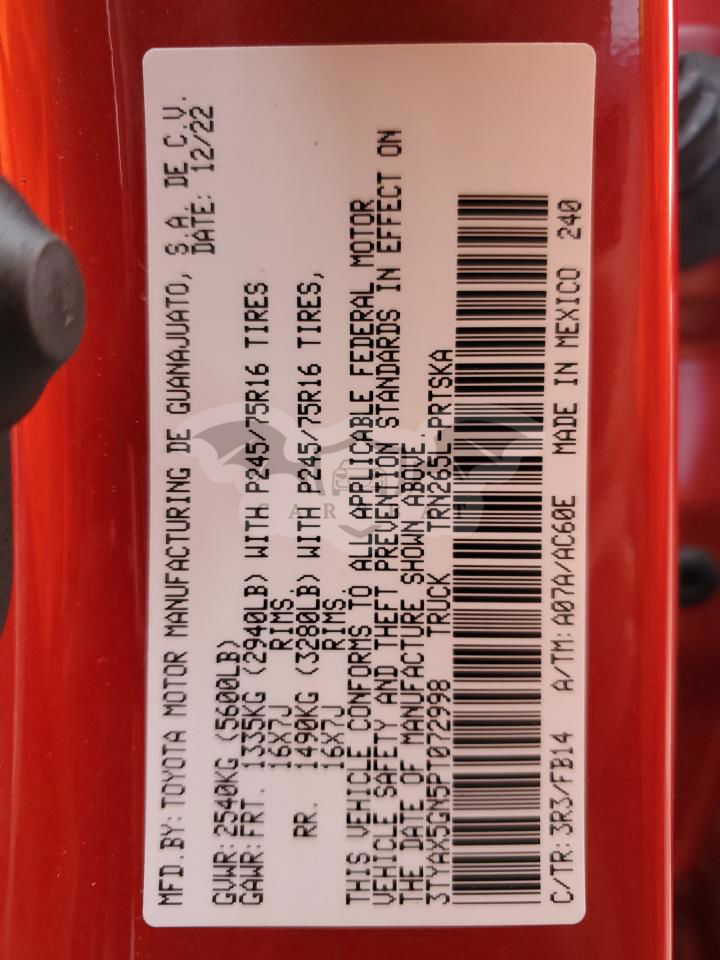 MFD.BY: TOYOTA MOTOR MANUFACTURING DE GUANAJUATO, S.A. DE C.V.
DATE: 12/22
GVWR: 2540KG (5600LB)
GAWR: FRT. 1335KG (2940LB) WITH P245/75R16 TIRES
16X7J RIMS.
RR. 1490KG (3280LB) WITH P245/75R16 TIRES,
16X7J RIMS.
THIS VEHICLE CONFORMS TO ALL APPLICABLE FEDERAL MOTOR
VEHICLE SAFETY AND THEFT PREVENTION STANDARDS IN EFFECT ON
THE DATE OF MANUFACTURE SHOWN ABOVE.
3TYAX5GN5PT072998 TRUCK TRN265L-PRTSKA
C/TR: 3R3/FB14 A/TM: A07A/AC60E MADE IN MEXICO 240
CAR BAT